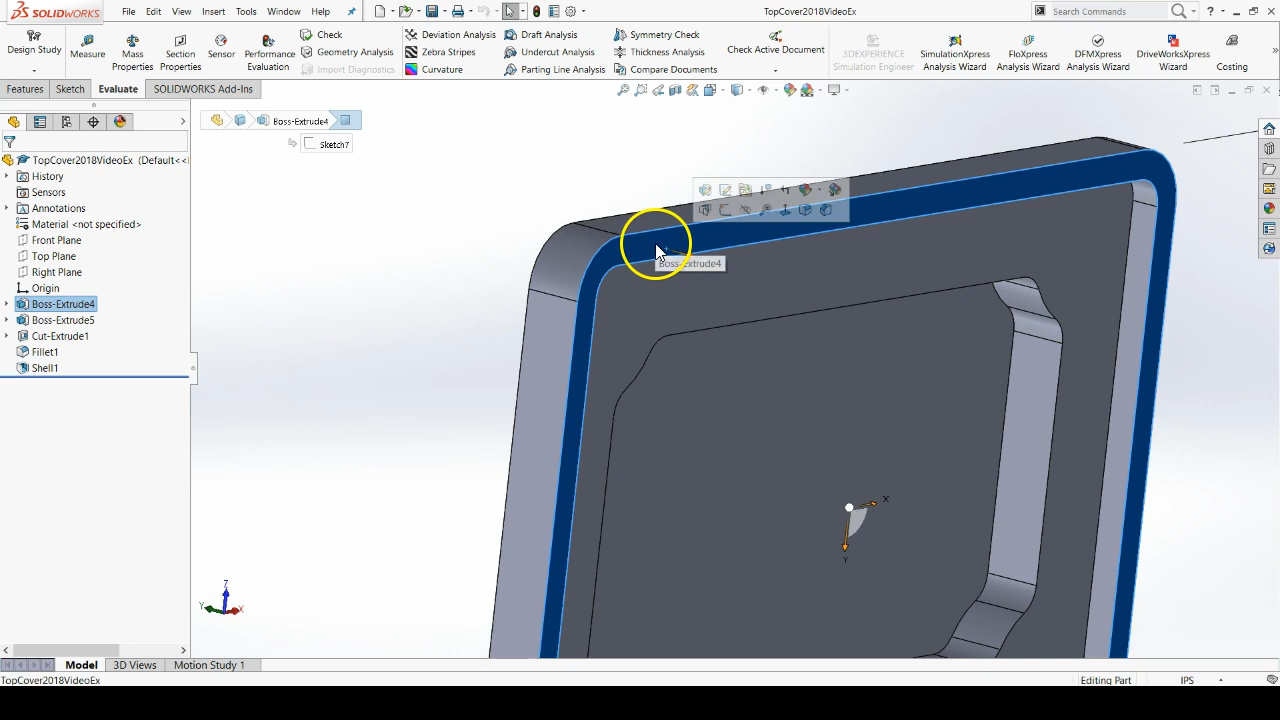 SOLIDWORKS
File Edit View Insert Tools Window Help
TopCover2018VideoEx
Search Commands
Design Study
Measure
Mass Properties
Section Properties
Sensor
Performance Evaluation
Check
Geometry Analysis
Import Diagnostics
Deviation Analysis
Zebra Stripes
Curvature
Draft Analysis
Undercut Analysis
Parting Line Analysis
Symmetry Check
Thickness Analysis
Compare Documents
Check Active Document
3DEXPERIENCE Simulation Engineer
SimulationXpress Analysis Wizard
FloXpress Analysis Wizard
DFMXpress Analysis Wizard
DriveWorksXpress Wizard
Costing
Features Sketch Evaluate SOLIDWORKS Add-Ins
Boss-Extrude4
Sketch7
TopCover2018VideoEx (Default<<
History
Sensors
Annotations
Material <not specified>
Front Plane
Top Plane
Right Plane
Origin
Boss-Extrude4
Boss-Extrude5
Cut-Extrude1
Fillet1
Shell1
Boss-Extrude4
X
Y
Z
Y
X
Model 3D Views Motion Study 1
TopCover2018VideoEx
Editing Part
IPS